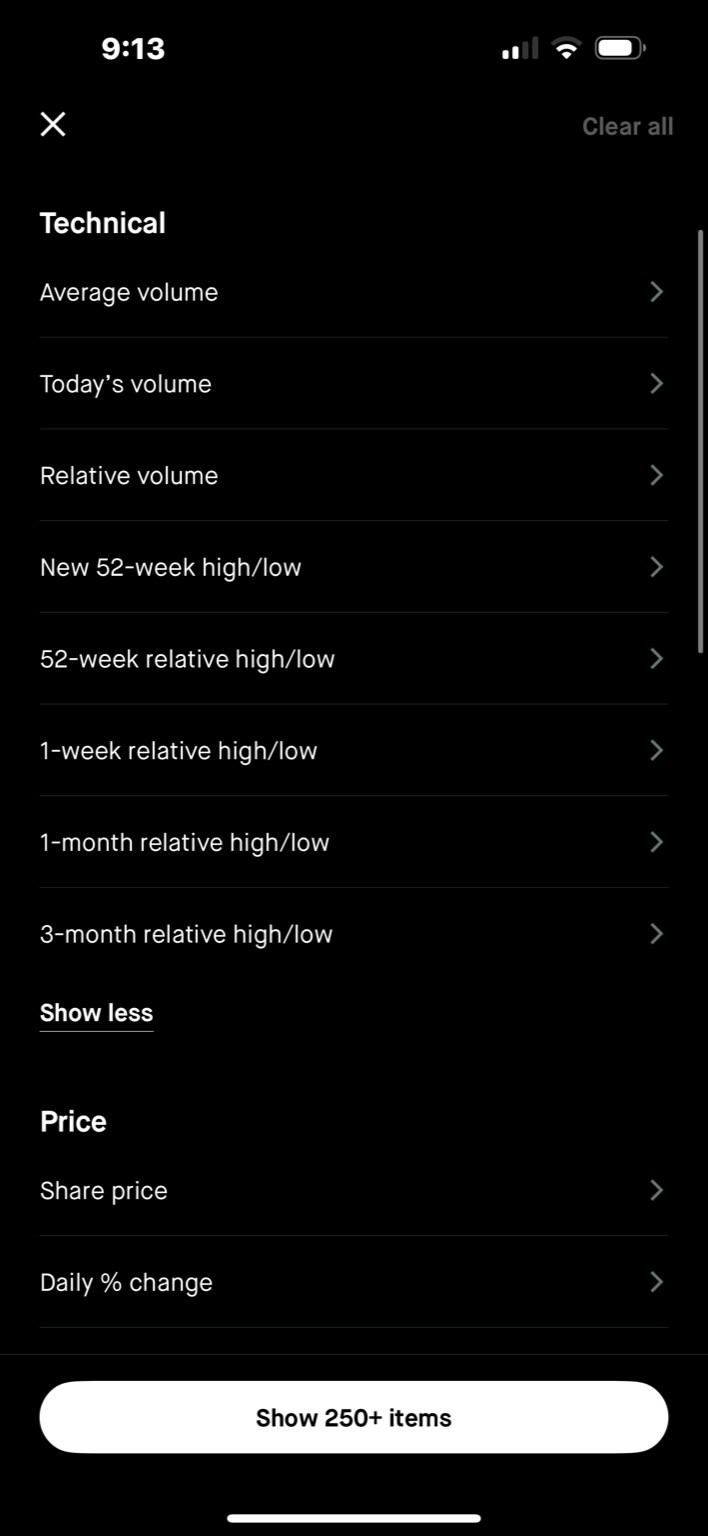 9:13
Clear all
Technical
Average volume
Today’s volume
Relative volume
New 52-week high/low
52-week relative high/low
1-week relative high/low
1-month relative high/low
3-month relative high/low
Show less
Price
Share price
Daily % change
Show 250+ items